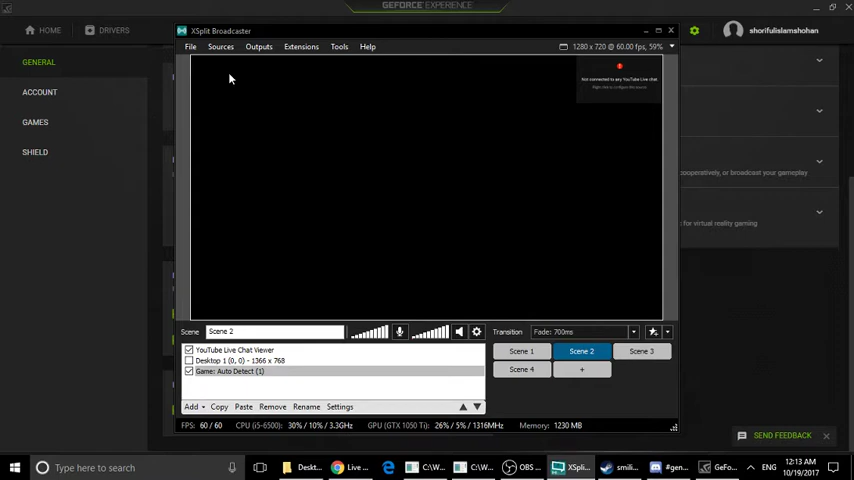 GEFORCE EXPERIENCE
HOME
DRIVERS
shorifulislamshohan
GENERAL
ACCOUNT
GAMES
SHIELD
XSplit Broadcaster
File Sources Outputs Extensions Tools Help
1280 x 720 @ 60.00 fps, 59%
Not connected to any YouTube Live chat.
Right click to configure this source.
cooperatively, or broadcast your gameplay
for virtual reality gaming
Scene
Scene 2
Transition
Fade: 700ms
YouTube Live Chat Viewer
Desktop 1 (0, 0) - 1366 x 768
Game: Auto Detect (1)
Scene 1
Scene 2
Scene 3
Scene 4
+
Add Copy Paste Remove Rename Settings
FPS: 60 / 60 CPU (i5-6500): 30% / 10% / 3.3GHz GPU (GTX 1050 Ti): 26% / 5% / 1316MHz Memory: 1230 MB
SEND FEEDBACK
Type here to search
Deskt...
Live ...
C:\W...
C:\W...
OBS ...
XSpli...
smili...
#gen...
GeFo...
ENG
12:13 AM
10/19/2017